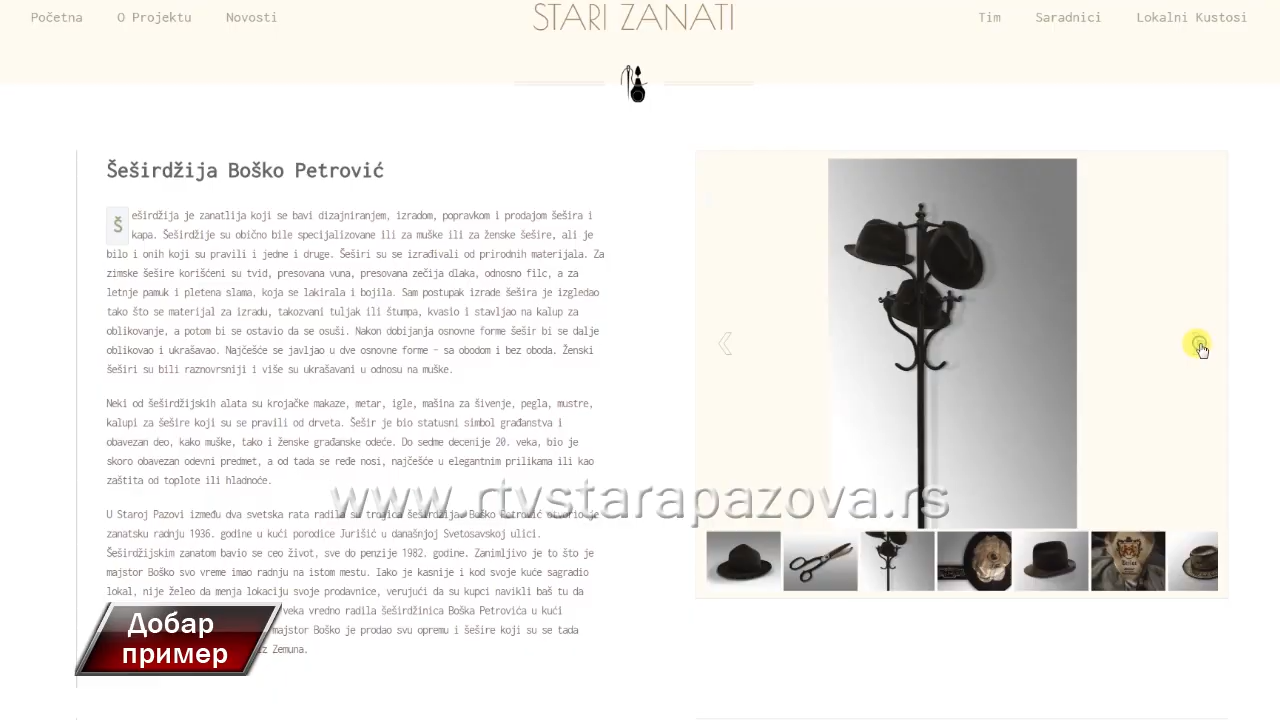 Početna O Projektu Novosti
STARI ZANATI
Tim Saradnici Lokalni Kustosi
Šeširdžija Boško Petrović
Šeširdžija je zanatlija koji se bavi dizajniranjem, izradom, popravkom i prodajom šešira i
kapa. Šeširdžije su obično bile specijalizovane ili za muške ili za ženske šešire, ali je
bilo i onih koji su pravili i jedne i druge. Šeširi su se izrađivali od prirodnih materijala. Za
zimske šešire korišćeni su tvid, presovana vuna, presovana zečija dlaka, odnosno filc, a za
letnje pamuk i pletena slama, koja se lakirala i bojila. Sam postupak izrade šešira je izgledao
tako što se materijal za izradu, takozvani tuljak ili štumpa, kvasio i stavljao na kalup za
oblikovanje, a potom bi se ostavio da se osuši. Nakon dobijanja osnovne forme šešir bi se dalje
oblikovao i ukrašavao. Najčešće se javljao u dve osnovne forme – sa obodom i bez oboda. Ženski
šeširi su bili raznovrsniji i više su ukrašavani u odnosu na muške.
Neki od šeširdžijskih alata su krojačke makaze, metar, igle, mašina za šivenje, pegla, mustre,
kalupi za šešire koji su se pravili od drveta. Šešir je bio statusni simbol građanstva i
obavezan deo, kako muške, tako i ženske građanske odeće. Do sedme decenije 20. veka, bio je
skoro obavezan odevni predmet, a od tada se ređe nosi, najčešće u elegantnim prilikama ili kao
zaštita od toplote ili hladnoće.
www.rtvstarapazova.rs
U Staroj Pazovi između dva svetska rata radila su trojica šeširdžija. Boško Petrović otvorio je
zanatsku radnju 1936. godine u kući porodice Jurišić u današnjoj Svetosavskoj ulici.
Šeširdžijskim zanatom bavio se ceo život, sve do penzije 1982. godine. Zanimljivo je to što je
majstor Boško svo vreme imao radnju na istom mestu. Iako je kasnije i kod svoje kuće sagradio
lokal, nije želeo da menja lokaciju svoje prodavnice, verujući da su kupci navikli baš tu da
veka vredno radila šeširdžinica Boška Petrovića u kući
majstor Boško je prodao svu opremu i šešire koji su se tada
iz Zemuna.
Добар
пример